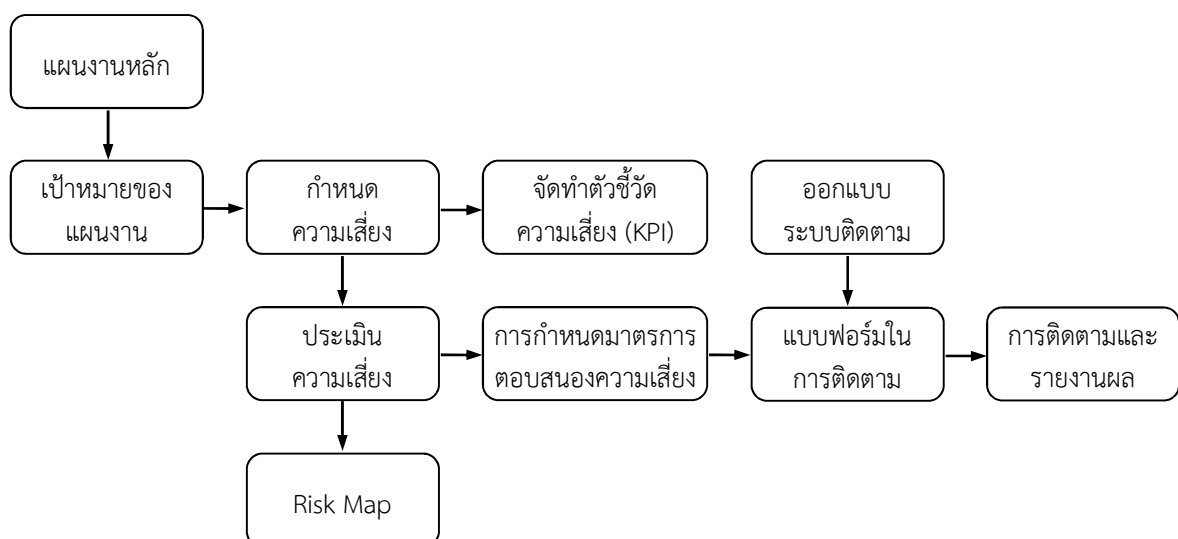 แผนงานหลัก
เป้าหมายของ
แผนงาน
กำหนด
ความเสี่ยง
จัดทำตัวชี้วัด
ความเสี่ยง (KPI)
ออกแบบ
ระบบติดตาม
ประเมิน
ความเสี่ยง
การกำหนดมาตรการ
ตอบสนองความเสี่ยง
แบบฟอร์มใน
การติดตาม
การติดตามและ
รายงานผล
Risk Map